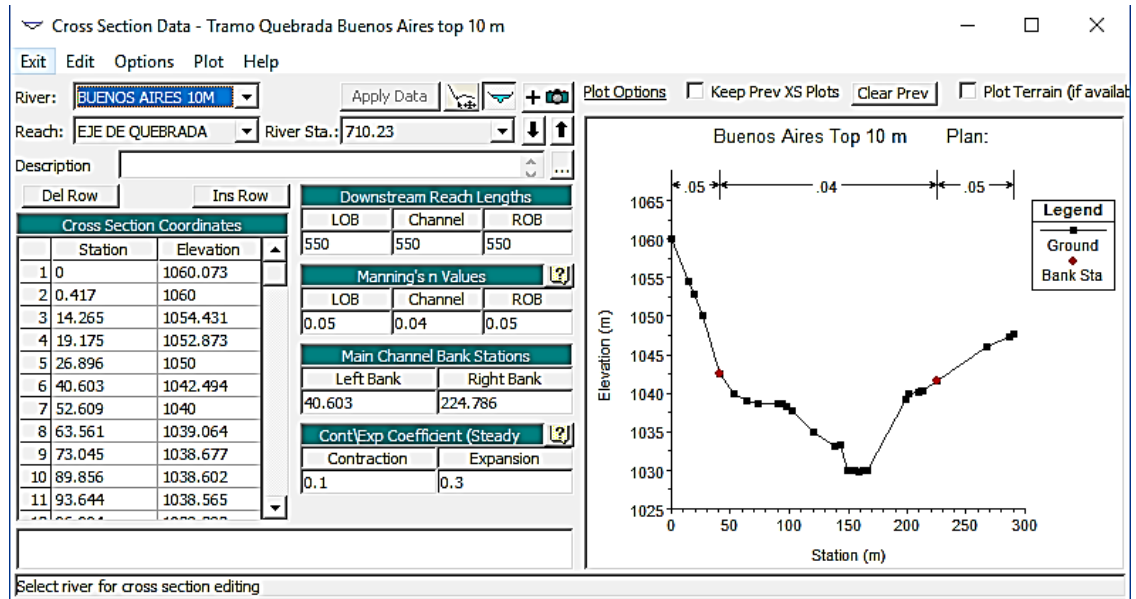 Cross Section Data - Tramo Quebrada Buenos Aires top 10 m
Exit Edit Options Plot Help
River: BUENOS AIRES 10M Apply Data
Reach: EJE DE QUEBRADA River Sta.: 710.23
Description ...
Del Row Ins Row
Cross Section Coordinates
Station Elevation
1 0 1060.073
2 0.417 1060
3 14.265 1054.431
4 19.175 1052.873
5 26.896 1050
6 40.603 1042.494
7 52.609 1040
8 63.561 1039.064
9 73.045 1038.677
10 89.856 1038.602
11 93.644 1038.565
Downstream Reach Lengths
LOB Channel ROB
550 550 550
Manning's n Values
LOB Channel ROB
0.05 0.04 0.05
Main Channel Bank Stations
Left Bank Right Bank
40.603 224.786
Cont\Exp Coefficient (Steady
Contraction Expansion
0.1 0.3
Select river for cross section editing
Plot Options Keep Prev XS Plots Clear Prev Plot Terrain (if availab
Buenos Aires Top 10 m Plan:
.05 .04 .05
Legend
Ground
Bank Sta
Elevation (m)
1065
1060
1055
1050
1045
1040
1035
1030
1025
0 50 100 150 200 250 300
Station (m)